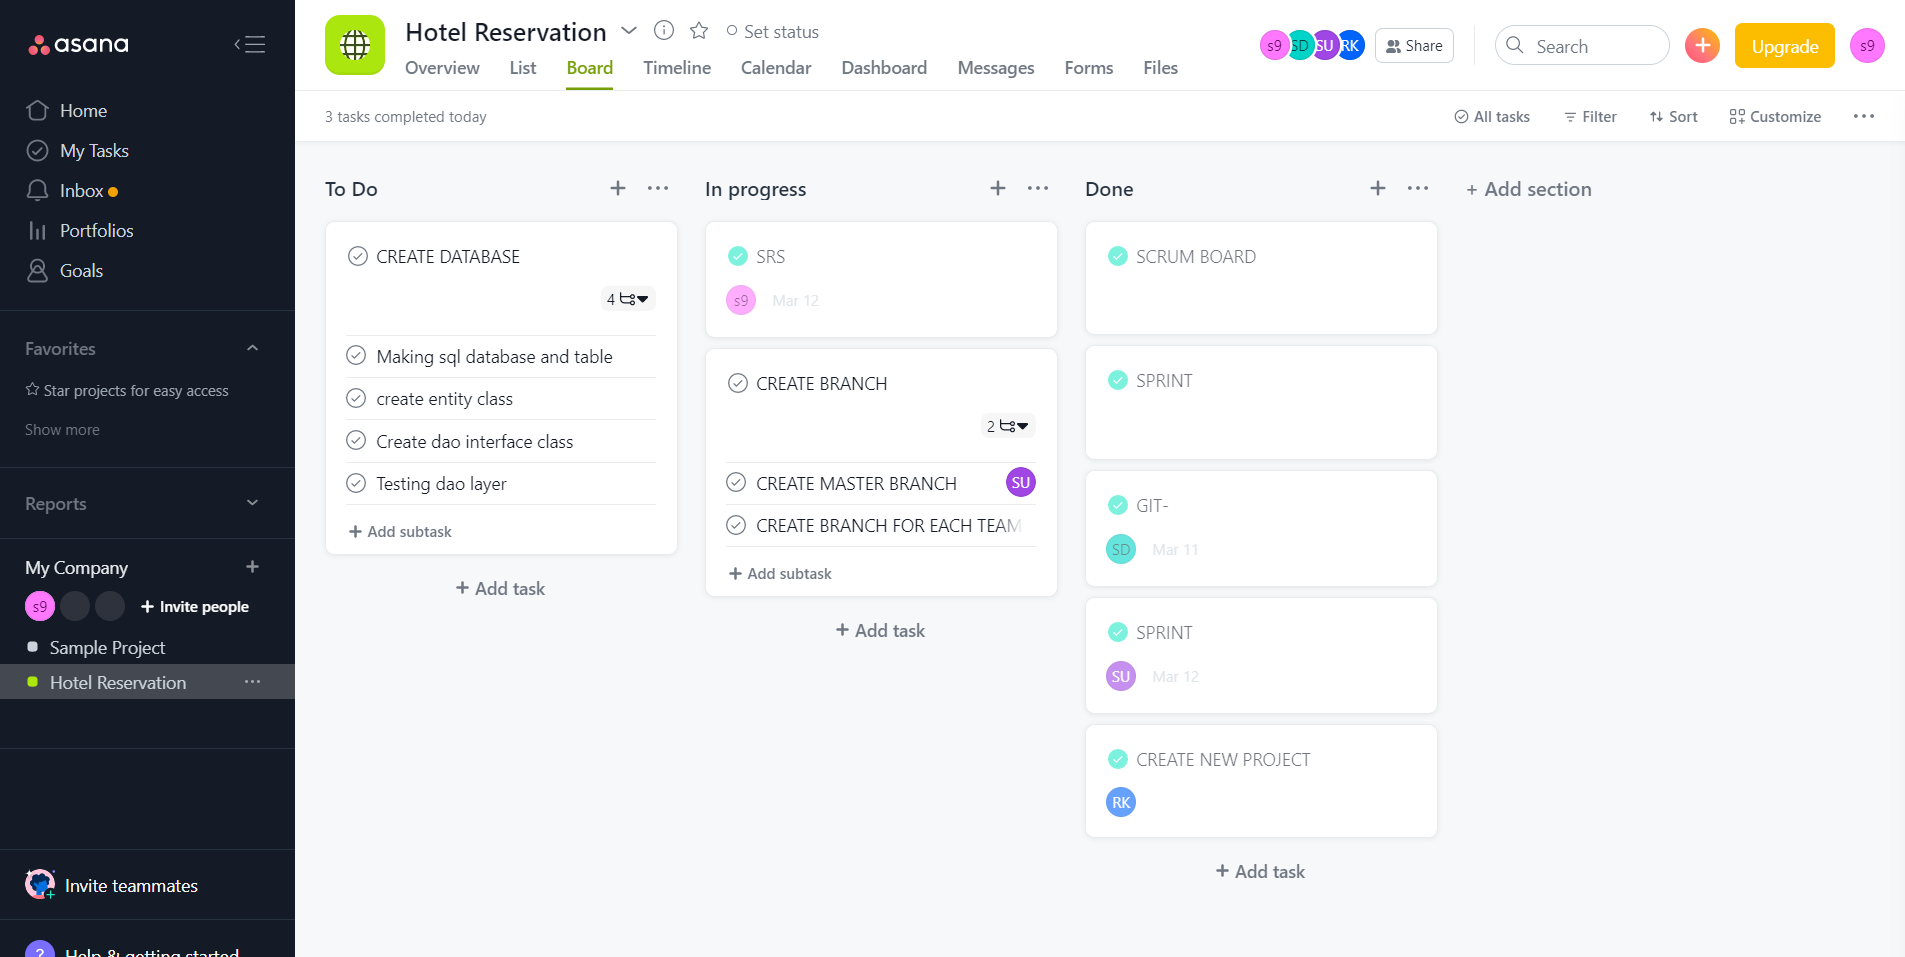 asana
Home
My Tasks
Inbox
Portfolios
Goals
Favorites
Star projects for easy access
Show more
Reports
My Company
s9
+ Invite people
Sample Project
Hotel Reservation
Invite teammates
? Help & getting started
Hotel Reservation
Set status
Overview List Board Timeline Calendar Dashboard Messages Forms Files
s9 SD SU RK
Share
Search
Upgrade
s9
3 tasks completed today
All tasks Filter Sort Customize
To Do
CREATE DATABASE
4
Making sql database and table
create entity class
Create dao interface class
Testing dao layer
+ Add subtask
+ Add task
In progress
SRS
s9 Mar 12
CREATE BRANCH
2
CREATE MASTER BRANCH SU
CREATE BRANCH FOR EACH TEAM
+ Add subtask
+ Add task
Done
SCRUM BOARD
SPRINT
GIT-
SD Mar 11
SPRINT
SU Mar 12
CREATE NEW PROJECT
RK
+ Add task
+ Add section